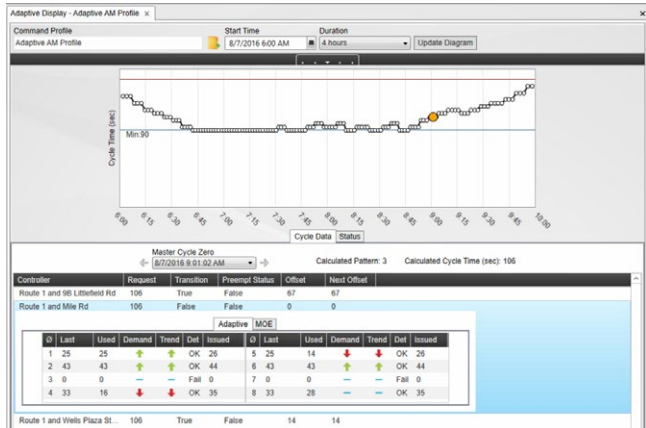 Adaptive Display - Adaptive AM Profile ×
Command Profile Start Time Duration
Adaptive AM Profile 8/7/2016 6:00 AM 4 hours Update Diagram
Cycle Time (sec)
Min:90
6:00 6:15 6:30 6:45 7:00 7:15 7:30 7:45 8:00 8:15 8:30 8:45 9:00 9:15 9:30 9:45 10:00
Cycle Data Status
Master Cycle Zero
8/7/2016 9:01:02 AM Calculated Pattern: 3 Calculated Cycle Time (sec): 106
Controller Request Transition Preempt Status Offset Next Offset
Route 1 and 9B Littlefield Rd 106 True False 67 67
Route 1 and Mile Rd 106 False False 0 0
Adaptive MOE
Ø Last Used Demand Trend Det Issued Ø Last Used Demand Trend Det Issued
1 25 25 OK 26 5 25 14 OK 26
2 43 43 OK 44 6 43 43 OK 44
3 0 0 Fail 0 7 0 0 Fail 0
4 33 16 OK 35 8 33 28 OK 35
Route 1 and Wells Plaza St... 106 True False 14 14